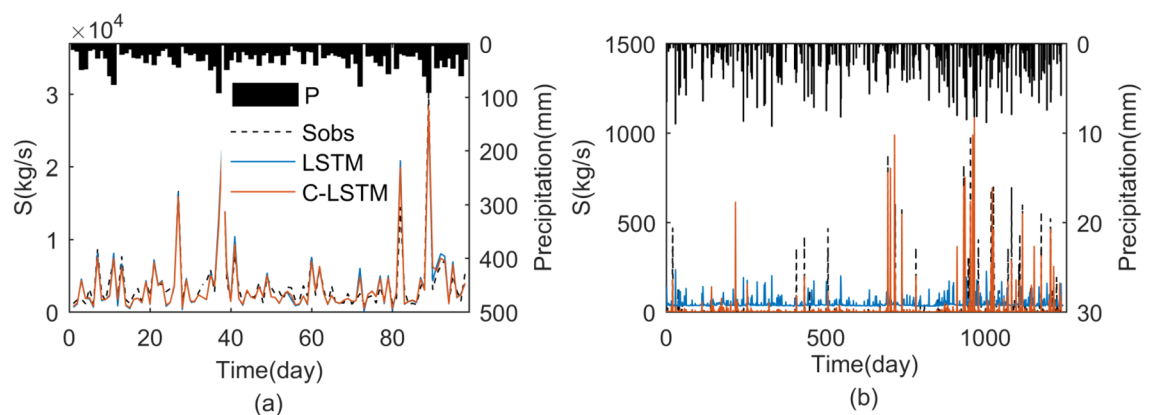 ×10⁴
0
100
200
300
400
500
3
2
1
0
S(kg/s)
Precipitation(mm)
P
Sobs
LSTM
C-LSTM
0 20 40 60 80
Time(day)
(a)
1500
1000
500
0
S(kg/s)
0
10
20
30
Precipitation(mm)
0 500 1000
Time(day)
(b)